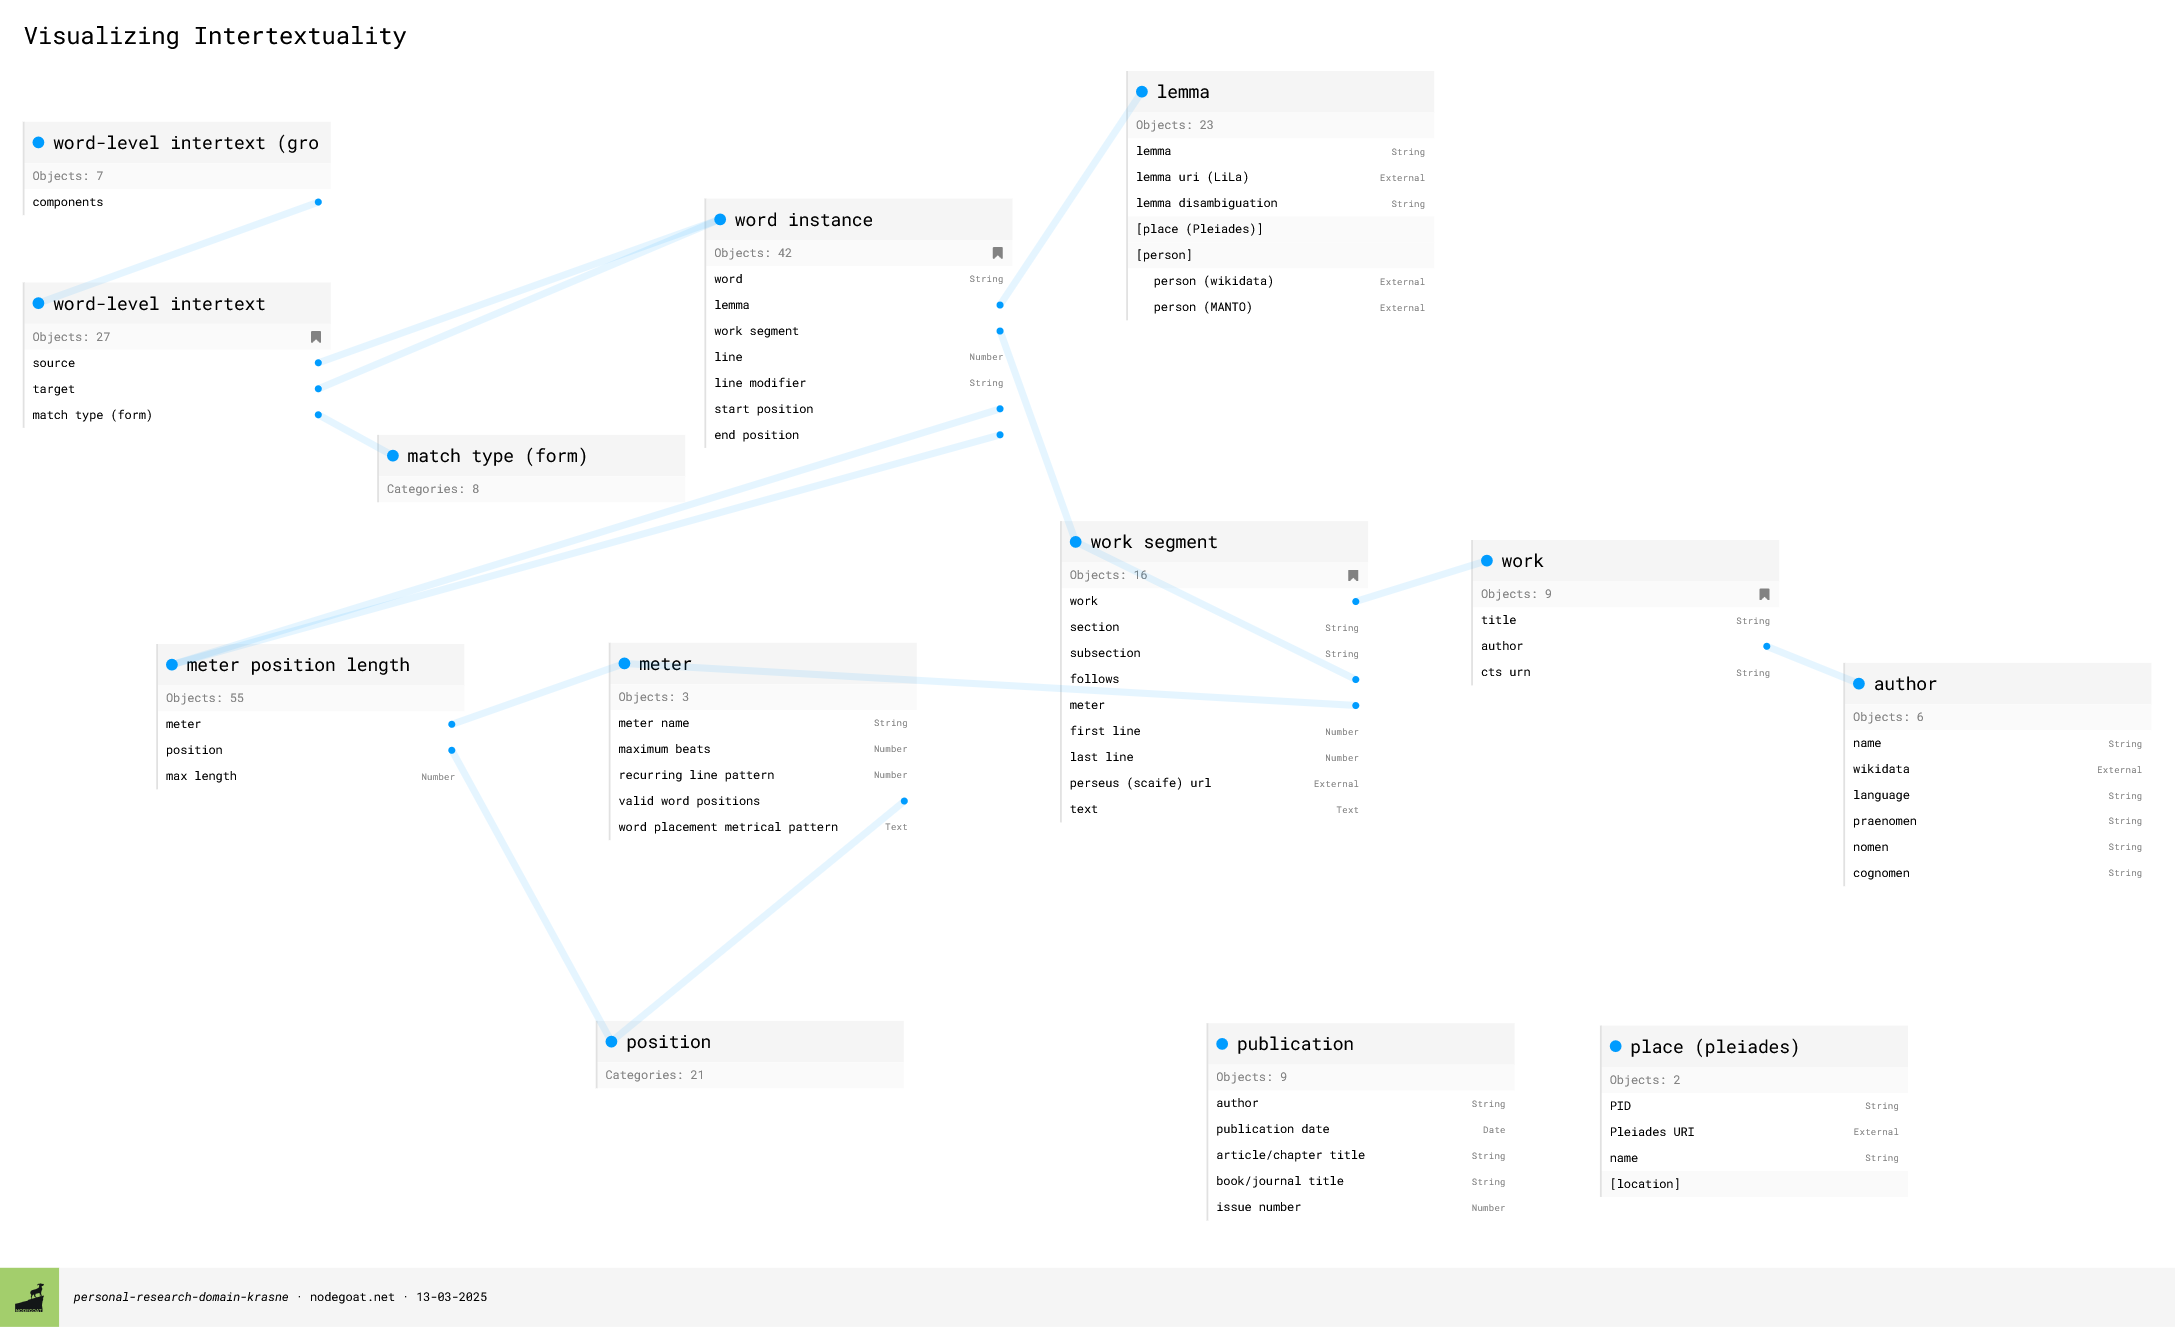 Visualizing Intertextuality
word-level intertext (gro
Objects: 7
components
word-level intertext
Objects: 27
source
target
match type (form)
match type (form)
Categories: 8
word instance
Objects: 42
word String
lemma
work segment
line Number
line modifier String
start position
end position
lemma
Objects: 23
lemma String
lemma uri (LiLa) External
lemma disambiguation String
[place (Pleiades)]
[person]
person (wikidata) External
person (MANTO) External
work segment
Objects: 16
work
section String
subsection String
follows
meter
first line Number
last line Number
perseus (scaife) url External
text Text
work
Objects: 9
title String
author
cts urn String
author
Objects: 6
name String
wikidata External
language String
praenomen String
nomen String
cognomen String
meter position length
Objects: 55
meter
position
max length Number
meter
Objects: 3
meter name String
maximum beats Number
recurring line pattern Number
valid word positions
word placement metrical pattern Text
position
Categories: 21
publication
Objects: 9
author String
publication date Date
article/chapter title String
book/journal title String
issue number Number
place (pleiades)
Objects: 2
PID String
Pleiades URI External
name String
[location]
NODEGOAT
personal-research-domain-krasne · nodegoat.net · 13-03-2025